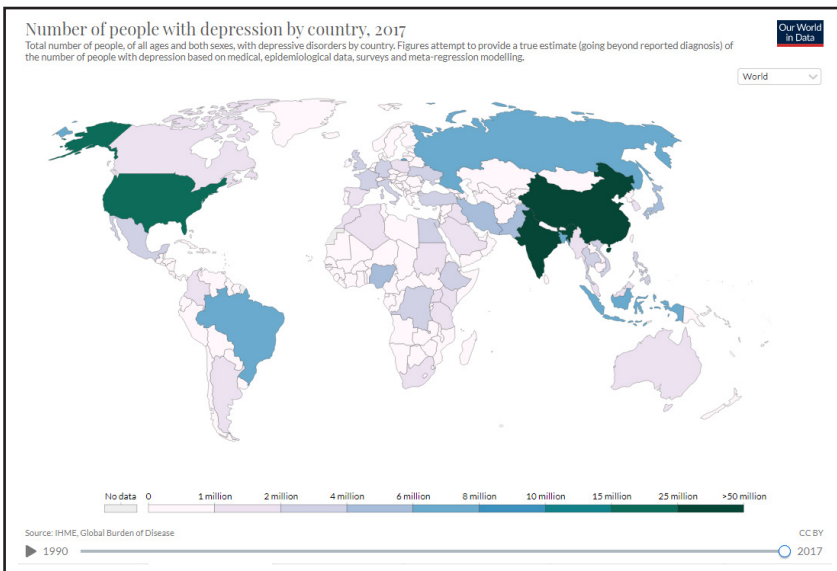 Number of people with depression by country, 2017
Total number of people, of all ages and both sexes, with depressive disorders by country. Figures attempt to provide a true estimate (going beyond reported diagnosis) of
the number of people with depression based on medical, epidemiological data, surveys and meta-regression modelling.
Our World
in Data
World
No data 0 1 million 2 million 4 million 6 million 8 million 10 million 15 million 25 million >50 million
Source: IHME, Global Burden of Disease
CC BY
1990 2017